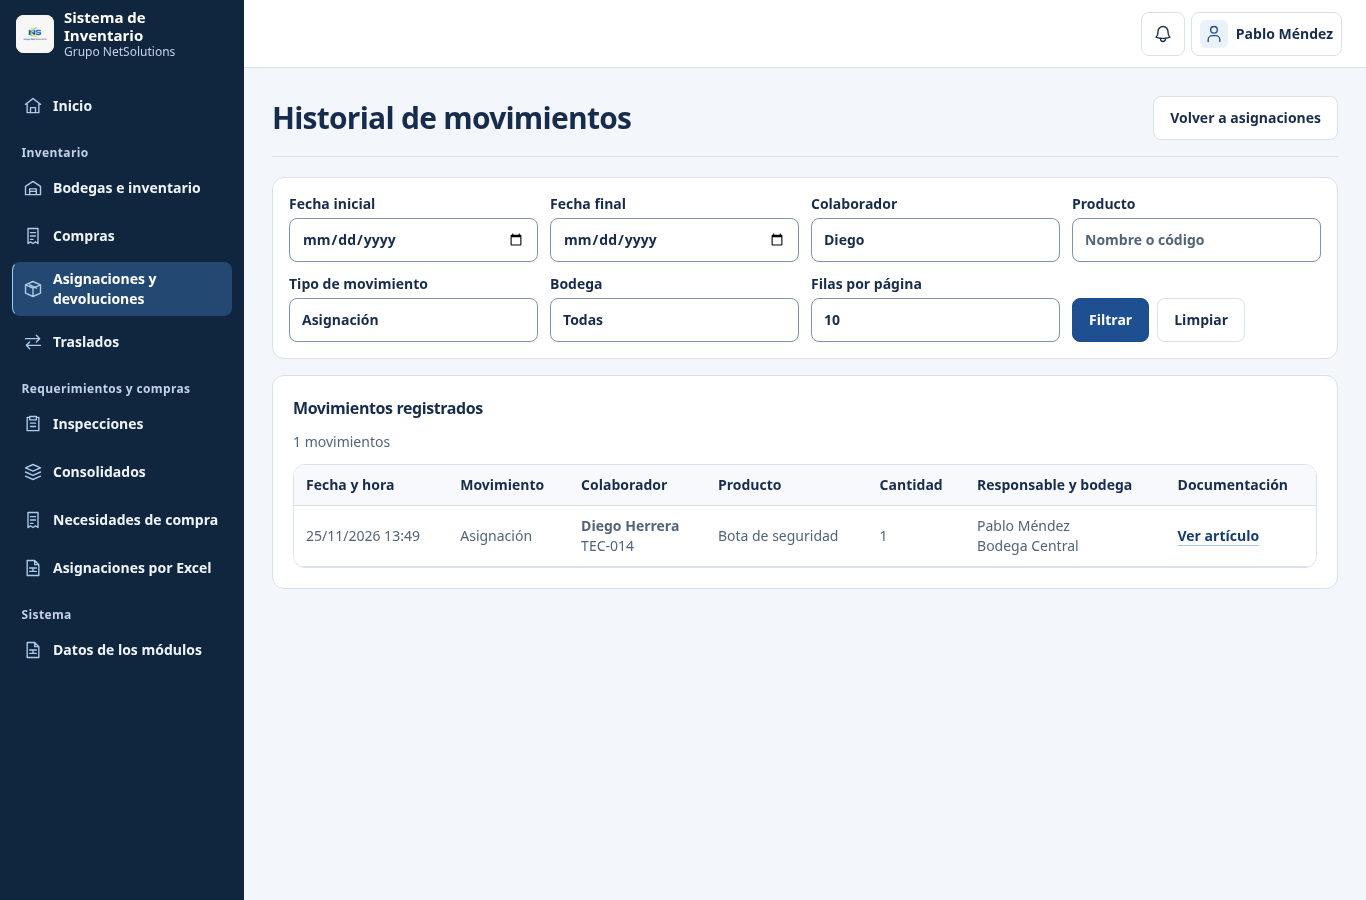 Sistema de
Inventario
Grupo NetSolutions
Pablo Méndez
Inicio
Inventario
Bodegas e inventario
Compras
Asignaciones y
devoluciones
Traslados
Requerimientos y compras
Inspecciones
Consolidados
Necesidades de compra
Asignaciones por Excel
Sistema
Datos de los módulos
Historial de movimientos
Volver a asignaciones
Fecha inicial
Fecha final
Colaborador
Producto
mm/dd/yyyy
mm/dd/yyyy
Diego
Nombre o código
Tipo de movimiento
Bodega
Filas por página
Asignación
Todas
10
Filtrar
Limpiar
Movimientos registrados
1 movimientos
Fecha y hora Movimiento Colaborador Producto Cantidad Responsable y bodega Documentación
25/11/2026 13:49 Asignación Diego Herrera TEC-014 Bota de seguridad 1 Pablo Méndez Bodega Central Ver artículo